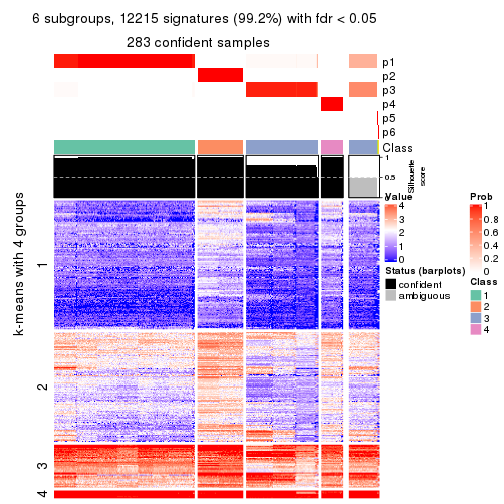 6 subgroups, 12215 signatures (99.2%) with fdr < 0.05
283 confident samples
p1
p2
p3
p4
p5
p6
Class
1
0.5
0
Silhouette
score
k-means with 4 groups
1
2
3
4
Value
4
3
2
1
0
Status (barplots)
confident
ambiguous
Prob
1
0.8
0.6
0.4
0.2
0
Class
1
2
3
4